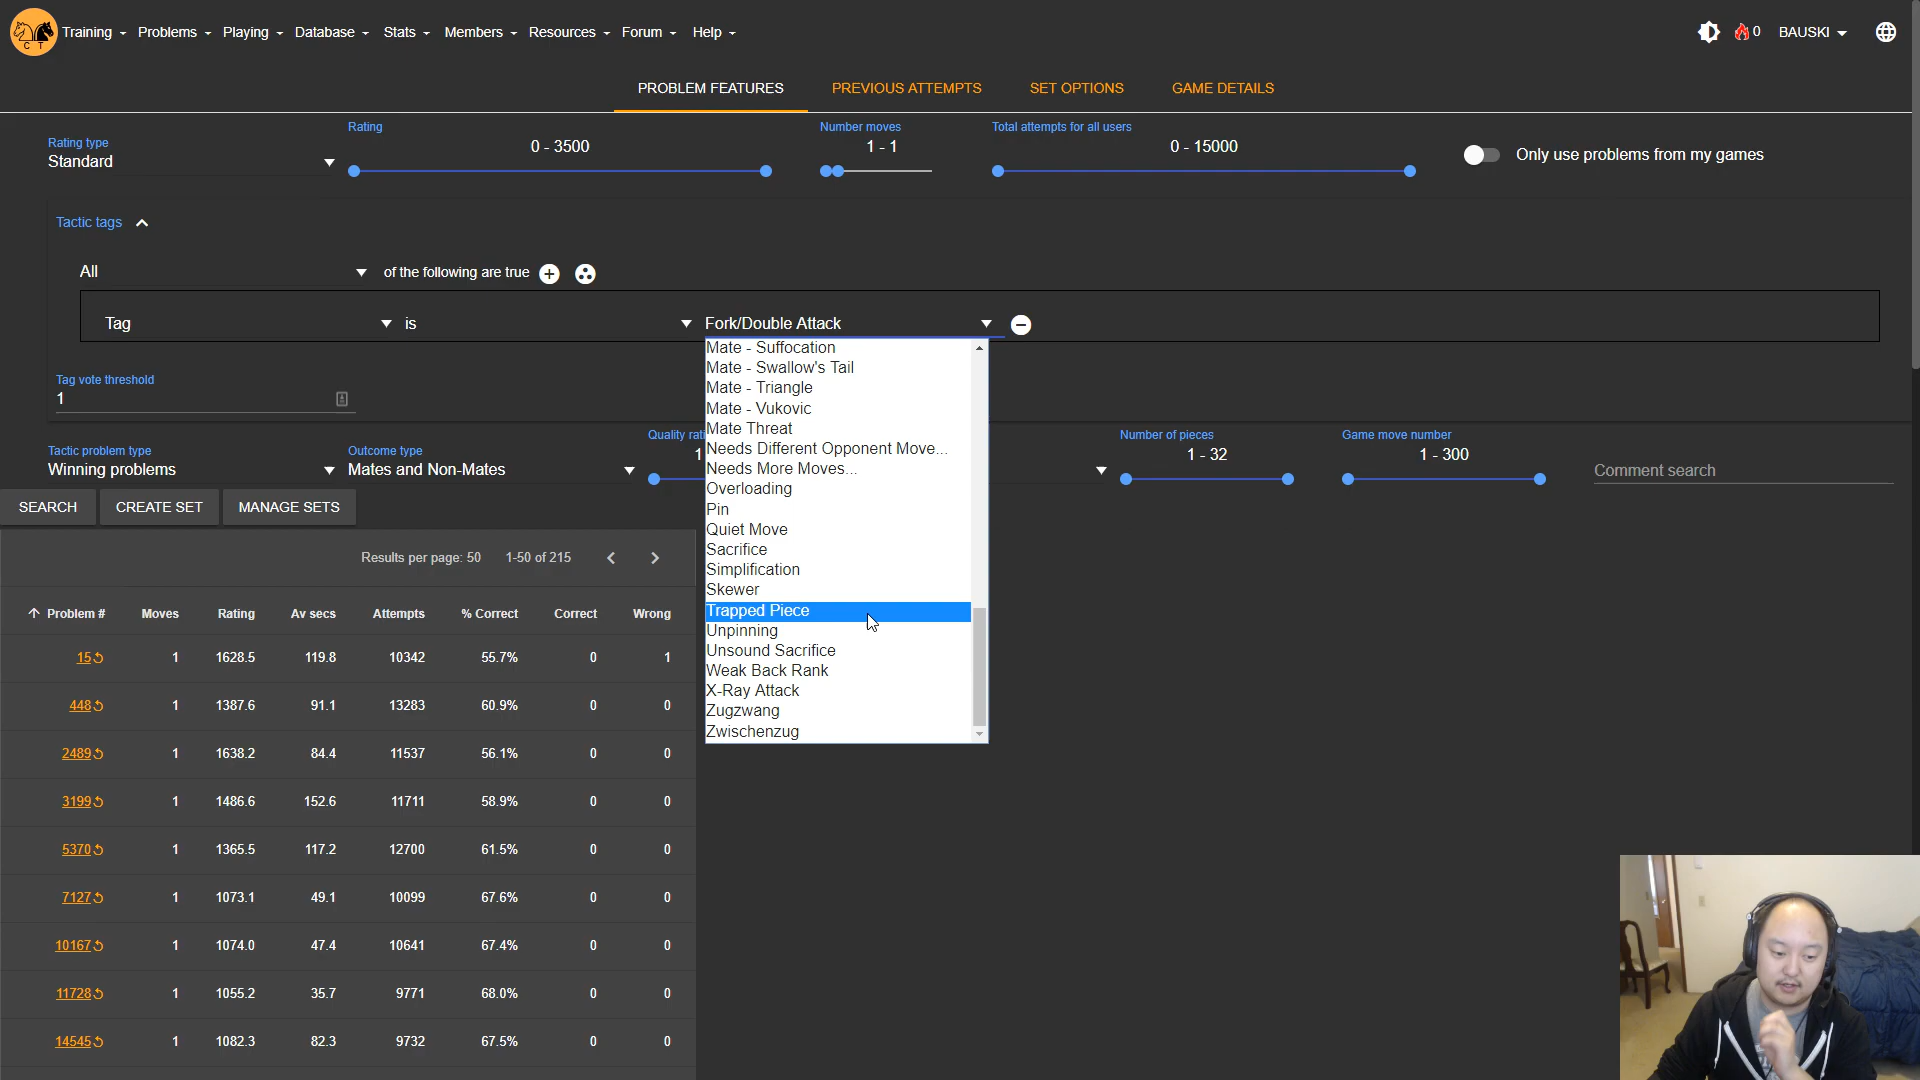 C T
Training Problems Playing Database Stats Members Resources Forum Help 0 BAUSKI
PROBLEM FEATURES PREVIOUS ATTEMPTS SET OPTIONS GAME DETAILS
Rating type
Standard
Rating
0 - 3500
Number moves
1 - 1
Total attempts for all users
0 - 15000
Only use problems from my games
Tactic tags
All of the following are true
Tag is Fork/Double Attack
Mate - Suffocation
Mate - Swallow's Tail
Mate - Triangle
Mate - Vukovic
Mate Threat
Needs Different Opponent Move...
Needs More Moves...
Overloading
Pin
Quiet Move
Sacrifice
Simplification
Skewer
Trapped Piece
Unpinning
Unsound Sacrifice
Weak Back Rank
X-Ray Attack
Zugzwang
Zwischenzug
Tag vote threshold
1
Tactic problem type
Winning problems
Outcome type
Mates and Non-Mates
Quality
1
Number of pieces
1 - 32
Game move number
1 - 300
Comment search
SEARCH CREATE SET MANAGE SETS
Results per page: 50 1-50 of 215
Problem # Moves Rating Av secs Attempts % Correct Correct Wrong
15 1 1628.5 119.8 10342 55.7% 0 1
448 1 1387.6 91.1 13283 60.9% 0 0
2489 1 1638.2 84.4 11537 56.1% 0 0
3199 1 1486.6 152.6 11711 58.9% 0 0
5370 1 1365.5 117.2 12700 61.5% 0 0
7127 1 1073.1 49.1 10099 67.6% 0 0
10167 1 1074.0 47.4 10641 67.4% 0 0
11728 1 1055.2 35.7 9771 68.0% 0 0
14545 1 1082.3 82.3 9732 67.5% 0 0